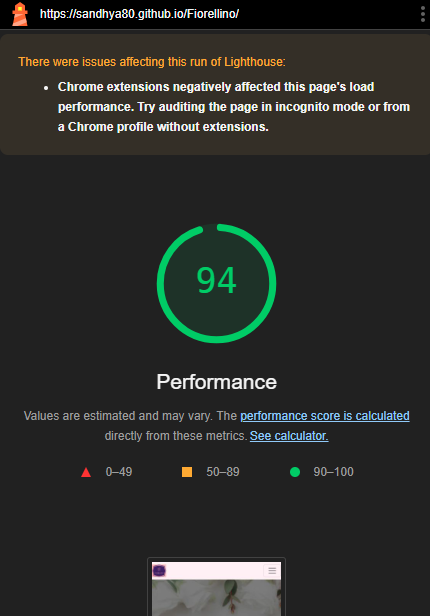 https://sandhya80.github.io/Fiorellino/
There were issues affecting this run of Lighthouse:
• Chrome extensions negatively affected this page's load
performance. Try auditing the page in incognito mode or from
a Chrome profile without extensions.
94
Performance
Values are estimated and may vary. The performance score is calculated
directly from these metrics. See calculator.
0–49 50–89 90–100